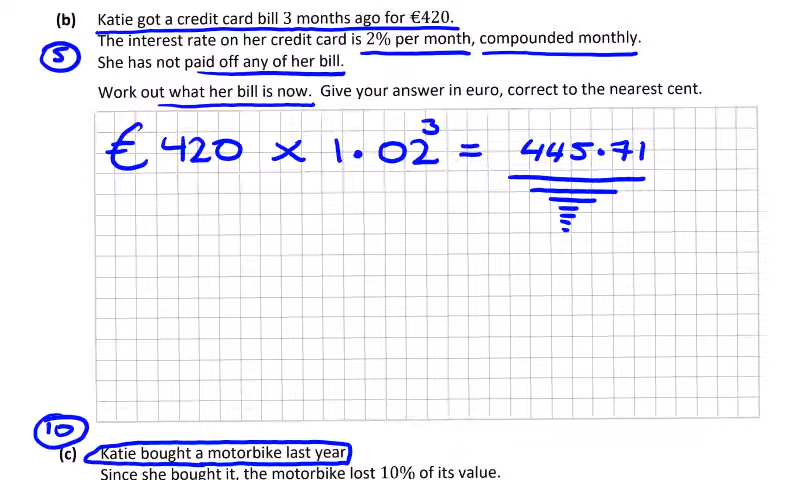 (b) Katie got a credit card bill 3 months ago for €420.
The interest rate on her credit card is 2% per month, compounded monthly.
5 She has not paid off any of her bill.
Work out what her bill is now. Give your answer in euro, correct to the nearest cent.
€420 × 1.02³ = 445.71
10
(c) Katie bought a motorbike last year
Since she bought it, the motorbike lost 10% of its value.